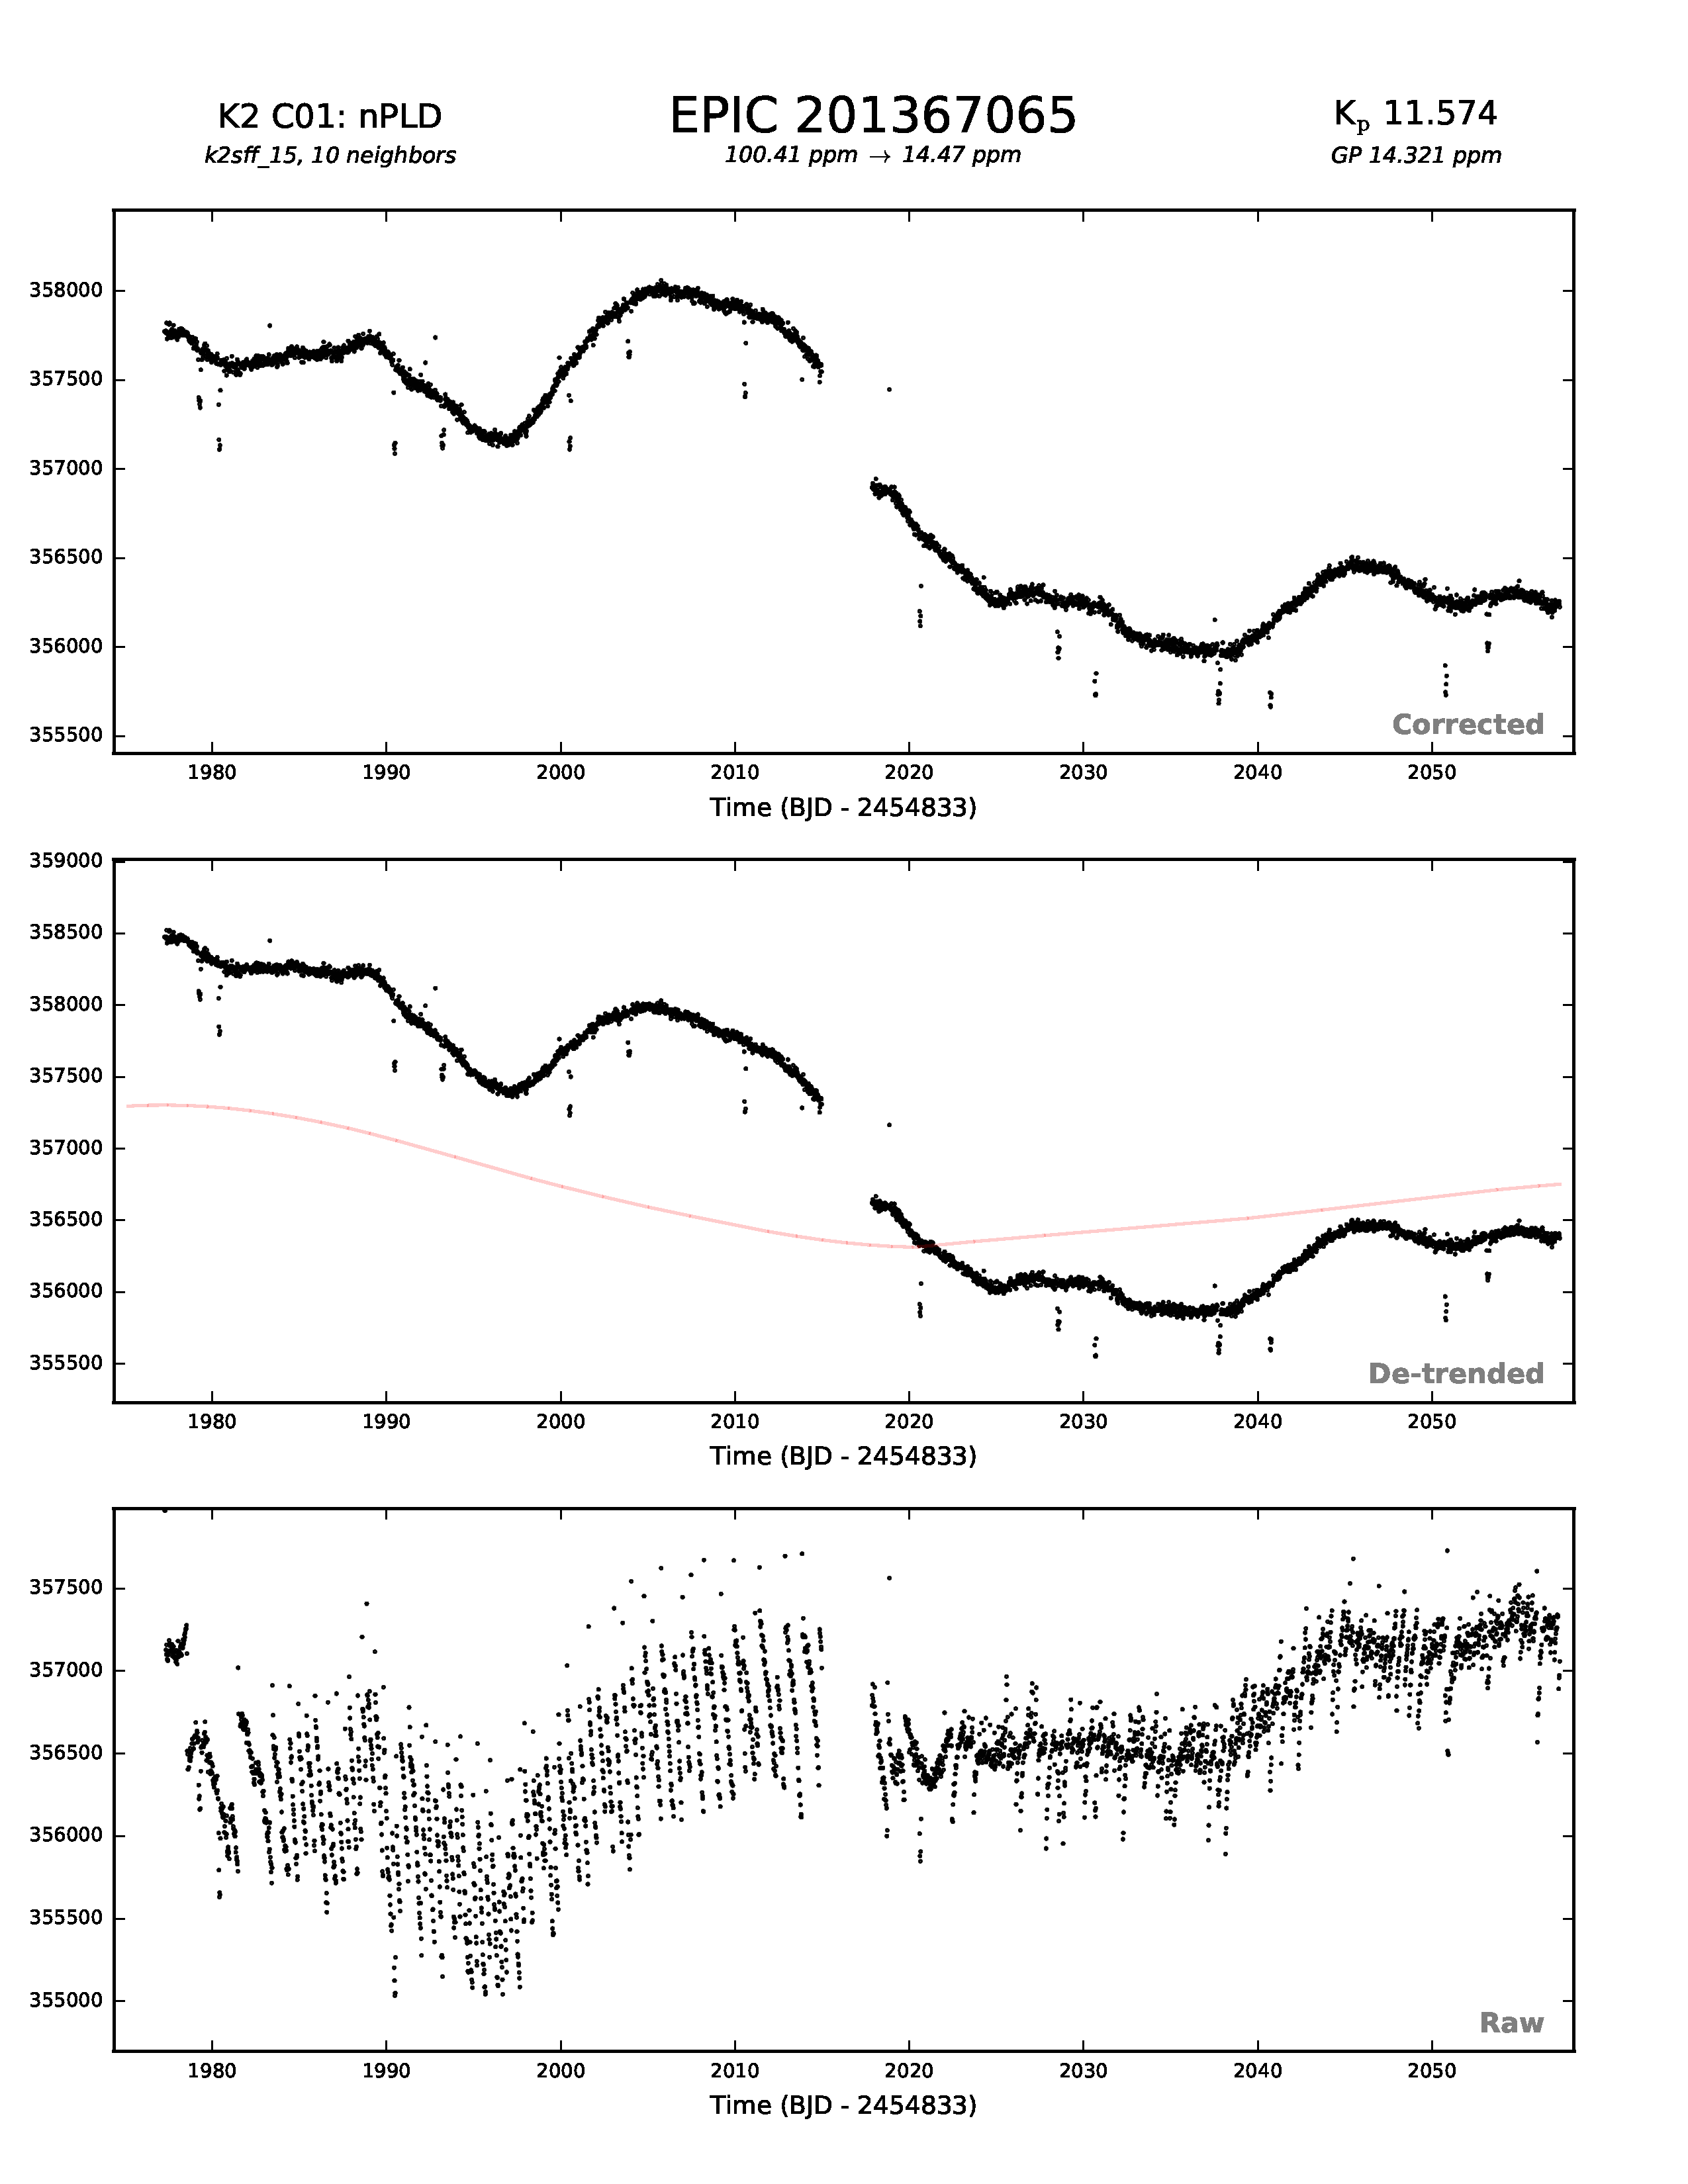 K2 C01: nPLD
EPIC 201367065
Kp 11.574
k2sff_15, 10 neighbors
100.41 ppm → 14.47 ppm
GP 14.321 ppm
358000
357500
357000
356500
356000
355500
Corrected
1980 1990 2000 2010 2020 2030 2040 2050
Time (BJD - 2454833)
359000
358500
358000
357500
357000
356500
356000
355500
De-trended
1980 1990 2000 2010 2020 2030 2040 2050
Time (BJD - 2454833)
357500
357000
356500
356000
355500
355000
Raw
1980 1990 2000 2010 2020 2030 2040 2050
Time (BJD - 2454833)